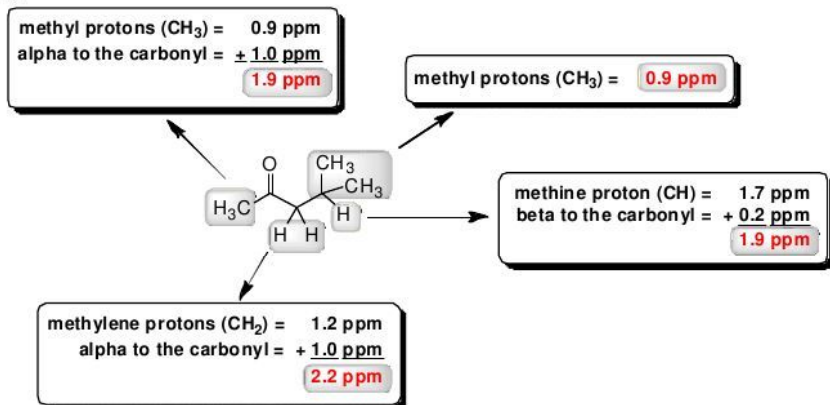 methyl protons (CH₃) = 0.9 ppm
alpha to the carbonyl = + 1.0 ppm
1.9 ppm
methyl protons (CH₃) = 0.9 ppm
O
CH₃
CH₃
H₃C
H
H H
methine proton (CH) = 1.7 ppm
beta to the carbonyl = + 0.2 ppm
1.9 ppm
methylene protons (CH₂) = 1.2 ppm
alpha to the carbonyl = + 1.0 ppm
2.2 ppm